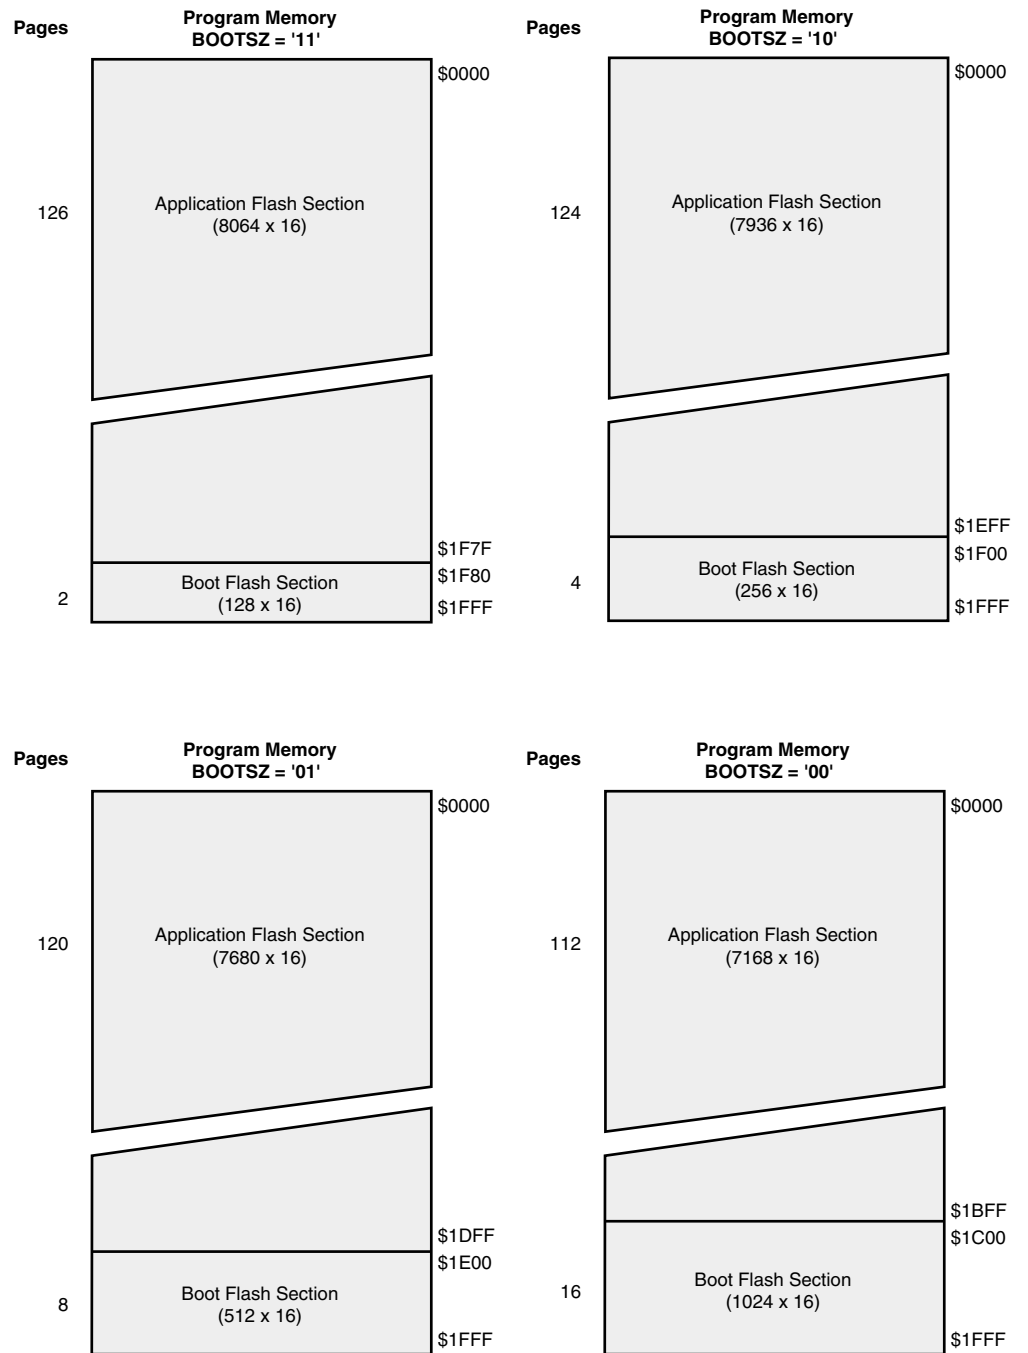 Pages
Program Memory
BOOTSZ = '11'
$0000
126
Application Flash Section
(8064 x 16)
$1F7F
$1F80
2
Boot Flash Section
(128 x 16)
$1FFF
Pages
Program Memory
BOOTSZ = '10'
$0000
124
Application Flash Section
(7936 x 16)
$1EFF
$1F00
4
Boot Flash Section
(256 x 16)
$1FFF
Pages
Program Memory
BOOTSZ = '01'
$0000
120
Application Flash Section
(7680 x 16)
$1DFF
$1E00
8
Boot Flash Section
(512 x 16)
$1FFF
Pages
Program Memory
BOOTSZ = '00'
$0000
112
Application Flash Section
(7168 x 16)
$1BFF
$1C00
16
Boot Flash Section
(1024 x 16)
$1FFF